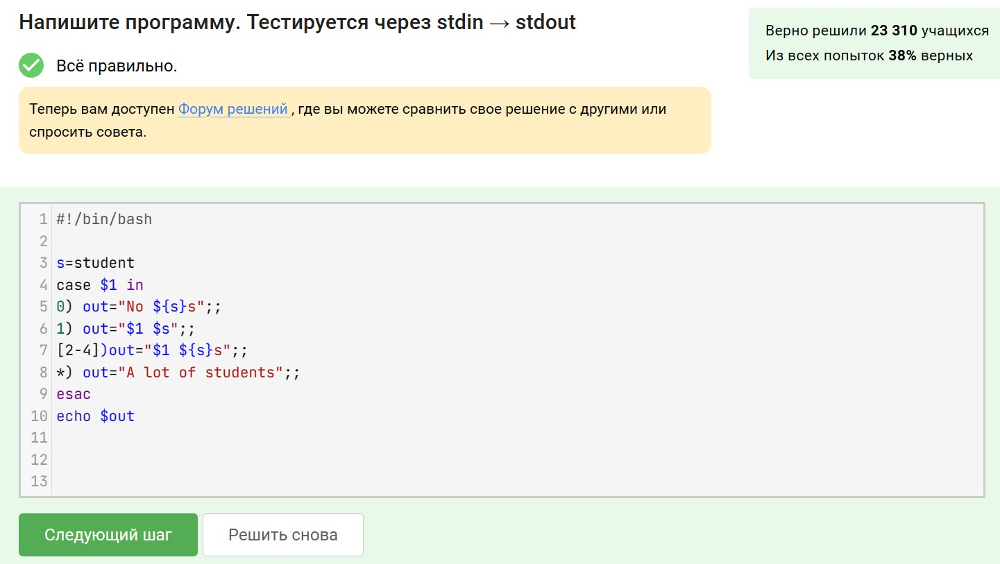 Напишите программу. Тестируется через stdin → stdout
Верно решили 23 310 учащихся
Из всех попыток 38% верных
Всё правильно.
Теперь вам доступен Форум решений , где вы можете сравнить свое решение с другими или
спросить совета.
1 #!/bin/bash
2
3 s=student
4 case $1 in
5 0) out="No ${s}s";;
6 1) out="$1 $s";;
7 [2-4])out="$1 ${s}s";;
8 *) out="A lot of students";;
9 esac
10 echo $out
11
12
13
Следующий шаг
Решить снова